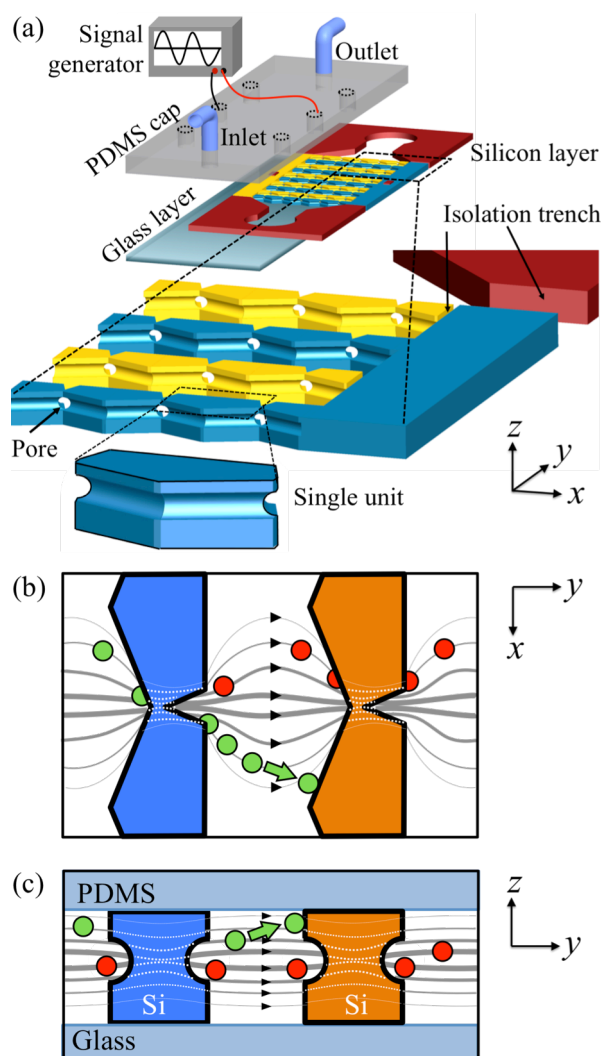 (a)
Signal
generator
Outlet
PDMS cap
Inlet
Silicon layer
Glass layer
Isolation trench
Pore
Single unit
z
y
x
(b)
y
x
(c)
PDMS
z
y
Si
Si
Glass